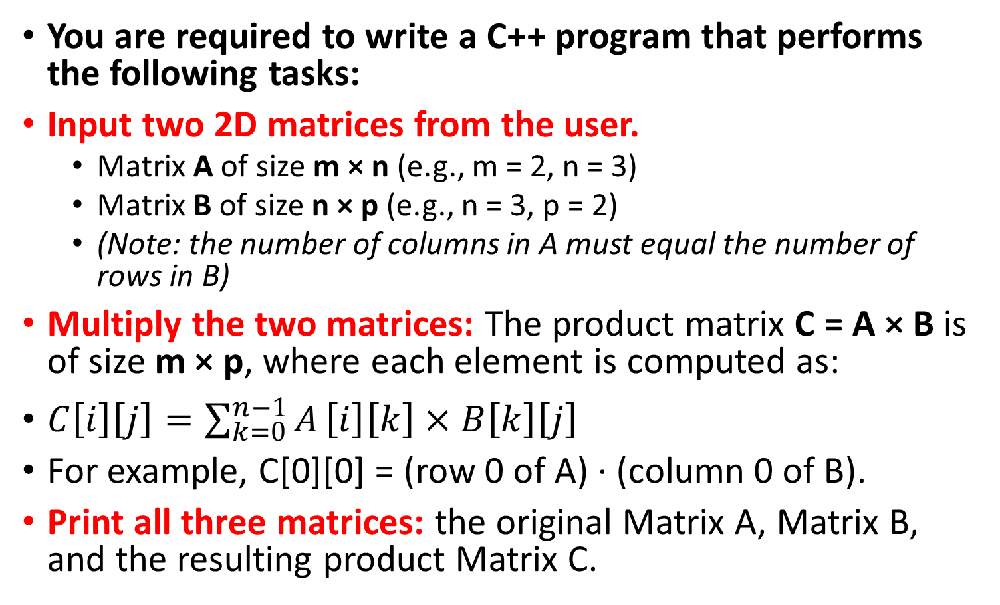 • You are required to write a C++ program that performs
the following tasks:
• Input two 2D matrices from the user.
• Matrix A of size m × n (e.g., m = 2, n = 3)
• Matrix B of size n × p (e.g., n = 3, p = 2)
• (Note: the number of columns in A must equal the number of
rows in B)
• Multiply the two matrices: The product matrix C = A × B is
of size m × p, where each element is computed as:
• C[i][j] = ∑_{k=0}^{n−1} A [i][k] × B[k][j]
• For example, C[0][0] = (row 0 of A) · (column 0 of B).
• Print all three matrices: the original Matrix A, Matrix B,
and the resulting product Matrix C.